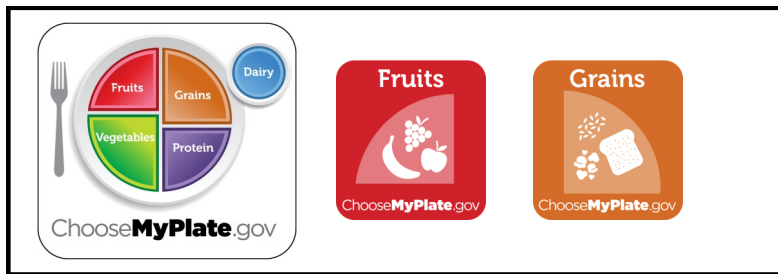 Fruits
Grains
Dairy
Vegetables
Protein
ChooseMyPlate.gov
Fruits
ChooseMyPlate.gov
Grains
ChooseMyPlate.gov